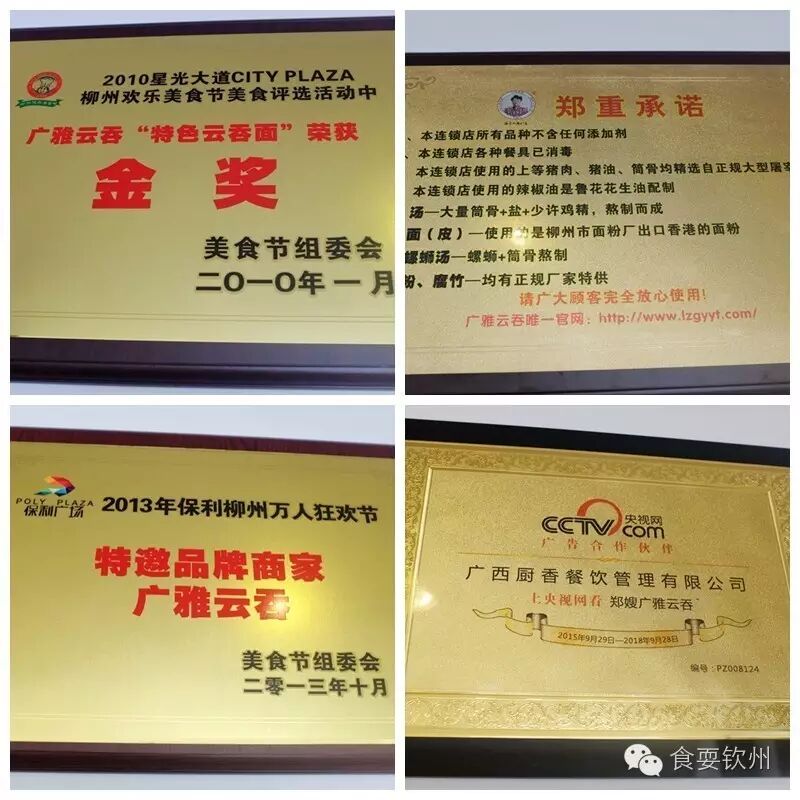 2010星光大道CITY PLAZA
柳州欢乐美食节美食评选活动中
广雅云吞“特色云吞面”荣获
金奖
美食节组委会
二〇一〇年一月
郑重承诺
、本连锁店所有品种不含任何添加剂
、本连锁店各种餐具已消毒
本连锁店使用的上等猪肉、猪油、筒骨均精选自正规大型屠宰
本连锁店使用的辣椒油是鲁花花生油配制
汤—大量筒骨+盐+少许鸡精，熬制而成
面（皮）—使用的是柳州市面粉厂出口香港的面粉
螺蛳汤—螺蛳+筒骨熬制
粉、腐竹—均有正规厂家特供
请广大顾客完全放心使用！
广雅云吞唯一官网：http://www.lzgyyt.com/
POLY PLAZA
保利广场
2013年保利柳州万人狂欢节
特邀品牌商家
广雅云吞
美食节组委会
二零一三年十月
CCTV.com 央视网
广告合作伙伴
广西厨香餐饮管理有限公司
上央视网看 郑嫂广雅云吞
2015年9月29日—2018年9月28日
编号：PZ008124
食耍钦州